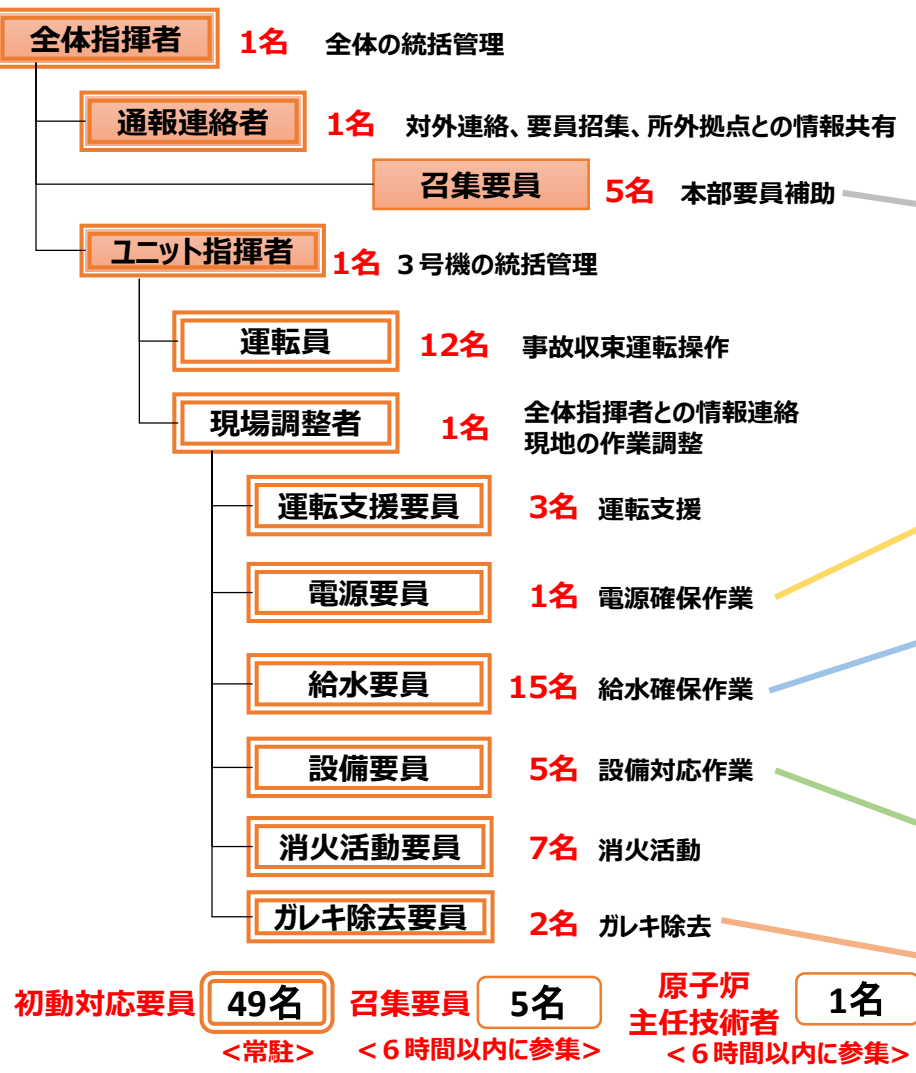 全体指揮者 1名 全体の統括管理
通報連絡者 1名 対外連絡、要員招集、所外拠点との情報共有
召集要員 5名 本部要員補助
ユニット指揮者 1名 3号機の統括管理
運転員 12名 事故収束運転操作
現場調整者 1名 全体指揮者との情報連絡
現地の作業調整
運転支援要員 3名 運転支援
電源要員 1名 電源確保作業
給水要員 15名 給水確保作業
設備要員 5名 設備対応作業
消火活動要員 7名 消火活動
ガレキ除去要員 2名 ガレキ除去
初動対応要員 49名 召集要員 5名 原子炉
主任技術者 1名
<常駐> <6時間以内に参集> <6時間以内に参集>